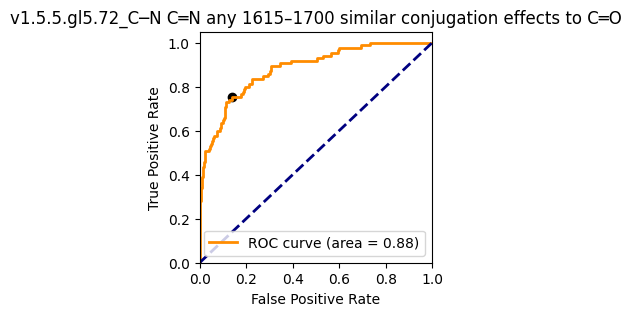 v1.5.5.gl5.72_C─N C═N any 1615–1700 similar conjugation effects to C═O
1.0
0.8
0.6
0.4
0.2
0.0
True Positive Rate
ROC curve (area = 0.88)
0.0 0.2 0.4 0.6 0.8 1.0
False Positive Rate